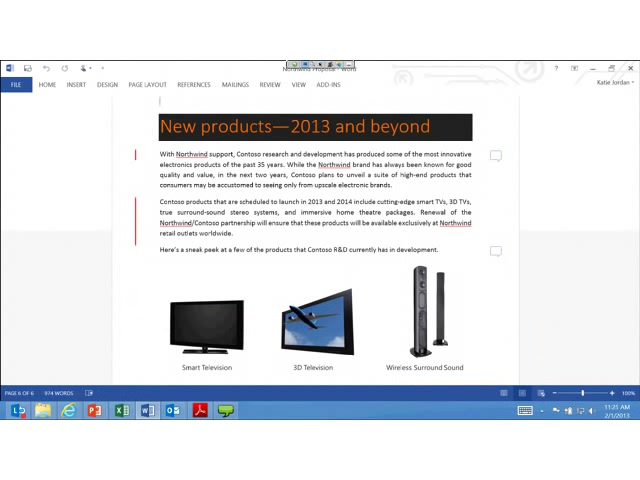 Northwind Proposal - Word
?
FILE HOME INSERT DESIGN PAGE LAYOUT REFERENCES MAILINGS REVIEW VIEW ADD-INS
Katie Jordan
New products—2013 and beyond
With Northwind support, Contoso research and development has produced some of the most innovative
electronics products of the past 35 years. While the Northwind brand has always been known for good
quality and value, in the next two years, Contoso plans to unveil a suite of high-end products that
consumers may be accustomed to seeing only from upscale electronic brands.
Contoso products that are scheduled to launch in 2013 and 2014 include cutting-edge smart TVs, 3D TVs,
true surround-sound stereo systems, and immersive home theatre packages. Renewal of the
Northwind/Contoso partnership will ensure that these products will be available exclusively at Northwind
retail outlets worldwide.
Here's a sneak peek at a few of the products that Contoso R&D currently has in development.
Smart Television 3D Television Wireless Surround Sound
PAGE 6 OF 6 974 WORDS 100%
11:25 AM
2/1/2013